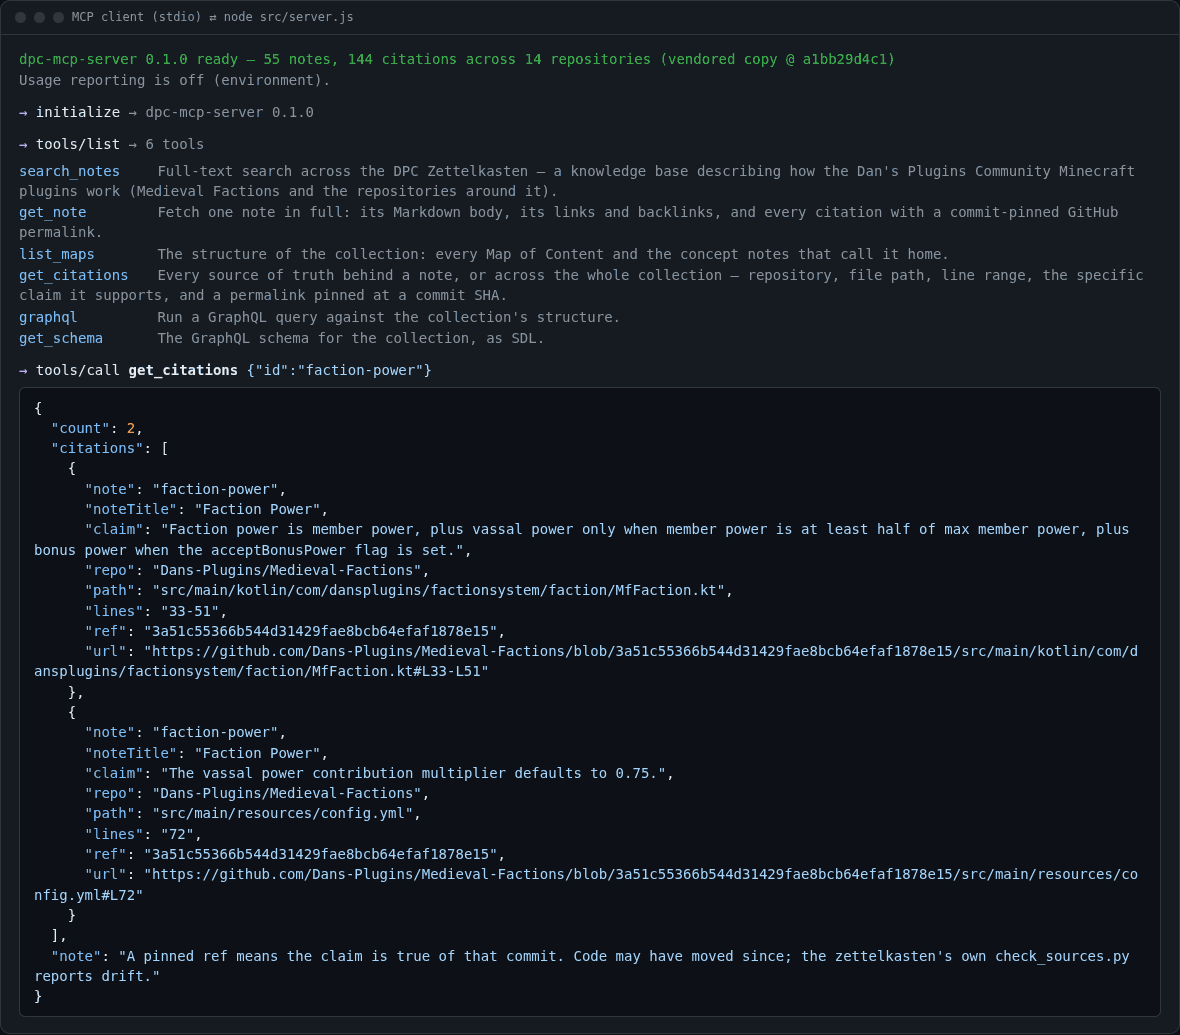 MCP client (stdio) ⇄ node src/server.js
dpc-mcp-server 0.1.0 ready — 55 notes, 144 citations across 14 repositories (vendored copy @ a1bb29d4c1)
Usage reporting is off (environment).
→ initialize → dpc-mcp-server 0.1.0
→ tools/list → 6 tools
search_notes Full-text search across the DPC Zettelkasten — a knowledge base describing how the Dan's Plugins Community Minecraft
plugins work (Medieval Factions and the repositories around it).
get_note Fetch one note in full: its Markdown body, its links and backlinks, and every citation with a commit-pinned GitHub
permalink.
list_maps The structure of the collection: every Map of Content and the concept notes that call it home.
get_citations Every source of truth behind a note, or across the whole collection — repository, file path, line range, the specific
claim it supports, and a permalink pinned at a commit SHA.
graphql Run a GraphQL query against the collection's structure.
get_schema The GraphQL schema for the collection, as SDL.
→ tools/call get_citations {"id":"faction-power"}
{
  "count": 2,
  "citations": [
    {
      "note": "faction-power",
      "noteTitle": "Faction Power",
      "claim": "Faction power is member power, plus vassal power only when member power is at least half of max member power, plus
bonus power when the acceptBonusPower flag is set.",
      "repo": "Dans-Plugins/Medieval-Factions",
      "path": "src/main/kotlin/com/dansplugins/factionsystem/faction/MfFaction.kt",
      "lines": "33-51",
      "ref": "3a51c55366b544d31429fae8bcb64efaf1878e15",
      "url": "https://github.com/Dans-Plugins/Medieval-Factions/blob/3a51c55366b544d31429fae8bcb64efaf1878e15/src/main/kotlin/com/d
ansplugins/factionsystem/faction/MfFaction.kt#L33-L51"
    },
    {
      "note": "faction-power",
      "noteTitle": "Faction Power",
      "claim": "The vassal power contribution multiplier defaults to 0.75.",
      "repo": "Dans-Plugins/Medieval-Factions",
      "path": "src/main/resources/config.yml",
      "lines": "72",
      "ref": "3a51c55366b544d31429fae8bcb64efaf1878e15",
      "url": "https://github.com/Dans-Plugins/Medieval-Factions/blob/3a51c55366b544d31429fae8bcb64efaf1878e15/src/main/resources/co
nfig.yml#L72"
    }
  ],
  "note": "A pinned ref means the claim is true of that commit. Code may have moved since; the zettelkasten's own check_sources.py
reports drift."
}